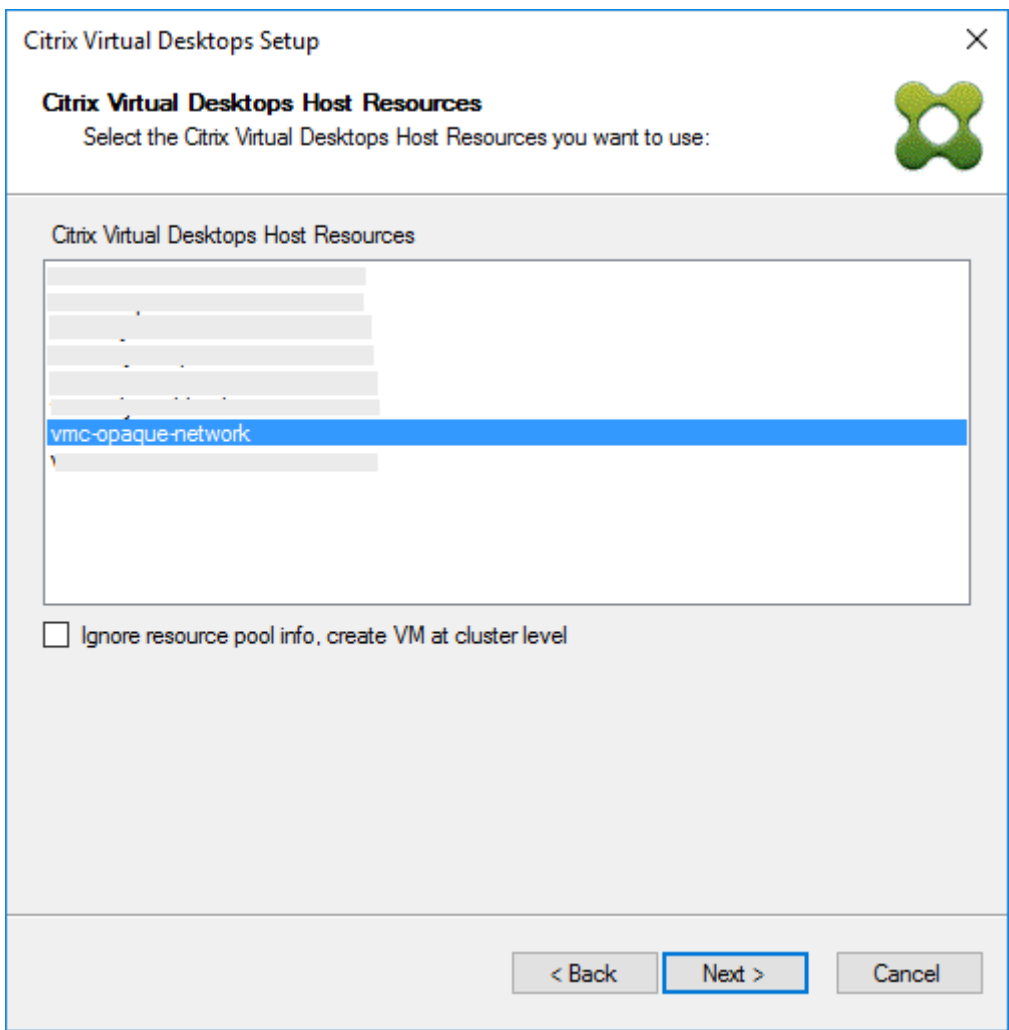 Citrix Virtual Desktops Setup
Citrix Virtual Desktops Host Resources
Select the Citrix Virtual Desktops Host Resources you want to use:
Citrix Virtual Desktops Host Resources
vmc-opaque-network
Ignore resource pool info, create VM at cluster level
< Back Next > Cancel